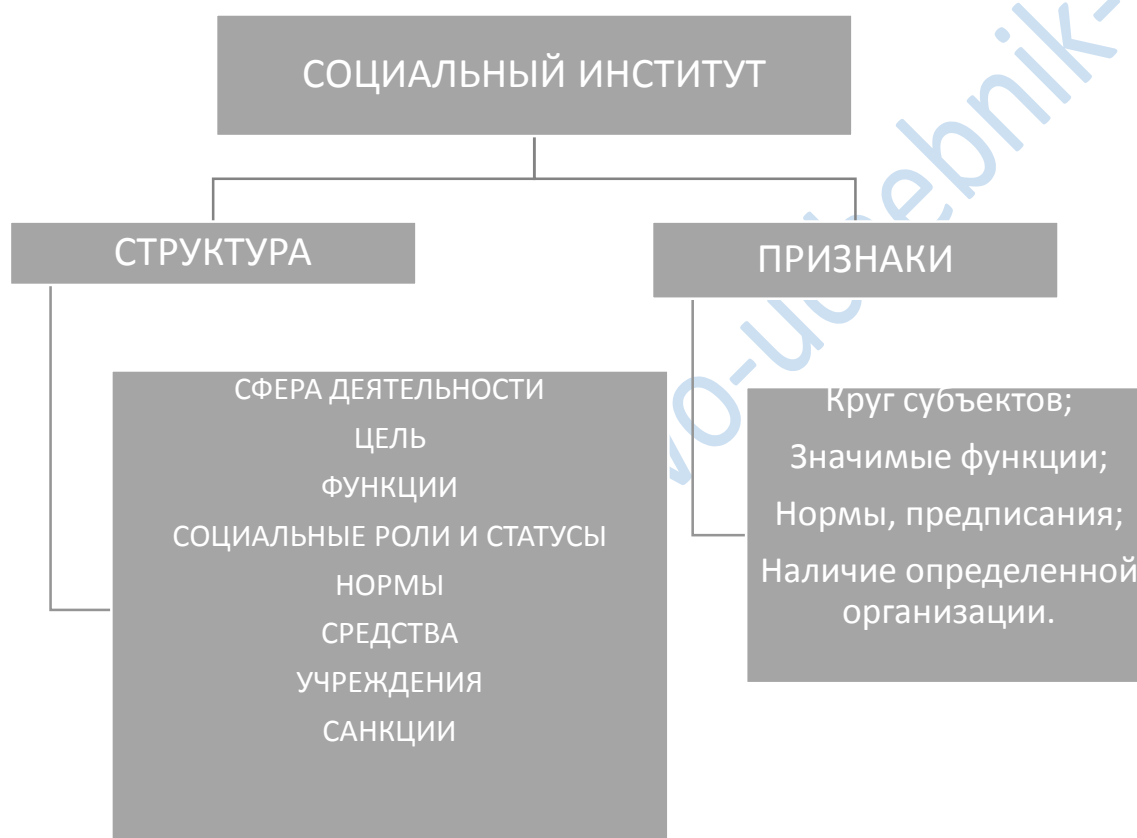 СОЦИАЛЬНЫЙ ИНСТИТУТ
СТРУКТУРА
СФЕРА ДЕЯТЕЛЬНОСТИ
ЦЕЛЬ
ФУНКЦИИ
СОЦИАЛЬНЫЕ РОЛИ И СТАТУСЫ
НОРМЫ
СРЕДСТВА
УЧРЕЖДЕНИЯ
САНКЦИИ
ПРИЗНАКИ
Круг субъектов;
Значимые функции;
Нормы, предписания;
Наличие определенной
организации.